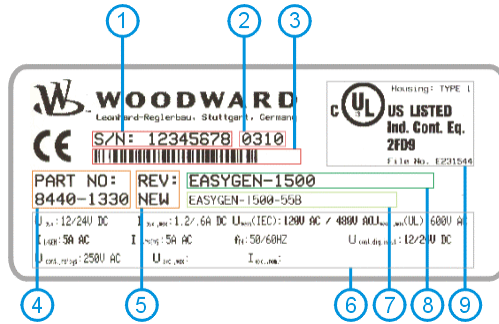 1 2 3
WOODWARD
Leonhard-Reglerbau, Stuttgart, Germany
S/N: 12345678 0310
CE
Housing: TYPE 1
c UL US LISTED
Ind. Cont. Eq.
2FD9
File No. E231544
PART NO: REV: EASYGEN-1500
8440-1330 NEW EASYGEN-1500-55B
12/24V DC 1.2/.6A DC (IEC):120V AC / 480V AC (UL): 600V AC
5A AC :5A AC :50/60HZ :12/24V DC
:250V AC
4 5 6 7 8 9